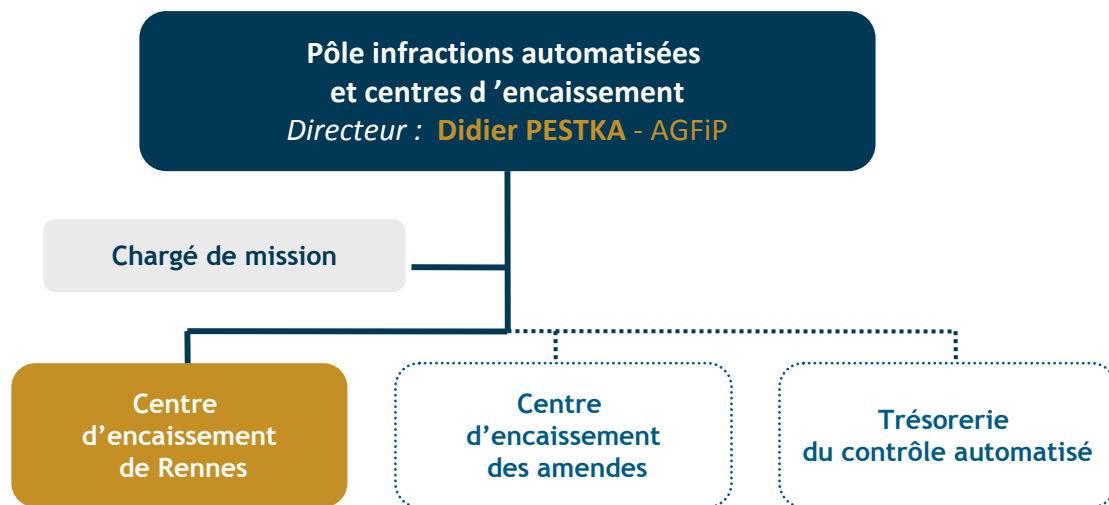 Pôle infractions automatisées
et centres d ’encaissement
Directeur : Didier PESTKA - AGFiP
Chargé de mission
Centre
d’encaissement
de Rennes
Centre
d’encaissement
des amendes
Trésorerie
du contrôle automatisé